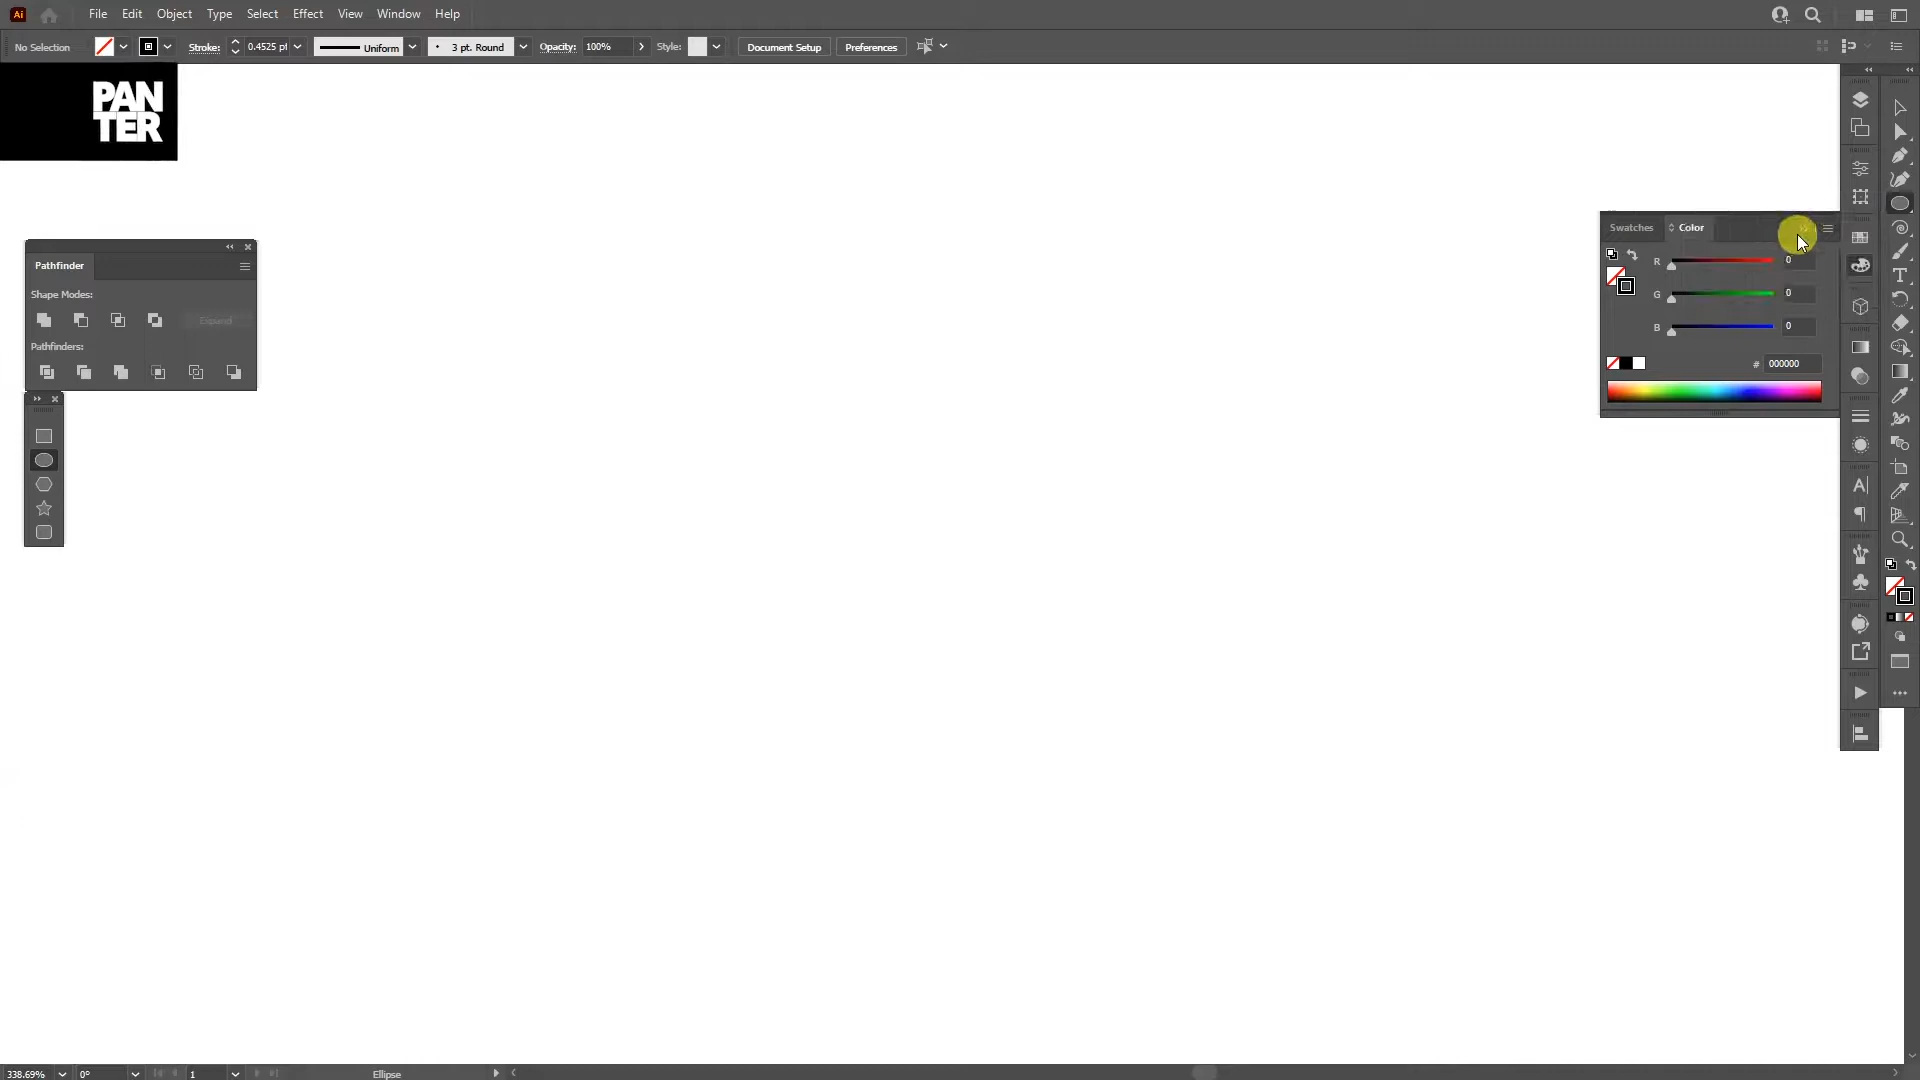 Ai File Edit Object Type Select Effect View Window Help
No Selection Stroke: 0.4525 pt Uniform 3 pt. Round Opacity: 100% Style: Document Setup Preferences
PAN
TER
Swatches Color
R 0
G 0
B 0
# 000000
Pathfinder
Shape Modes:
Expand
Pathfinders:
338.69% 0° 1 Ellipse